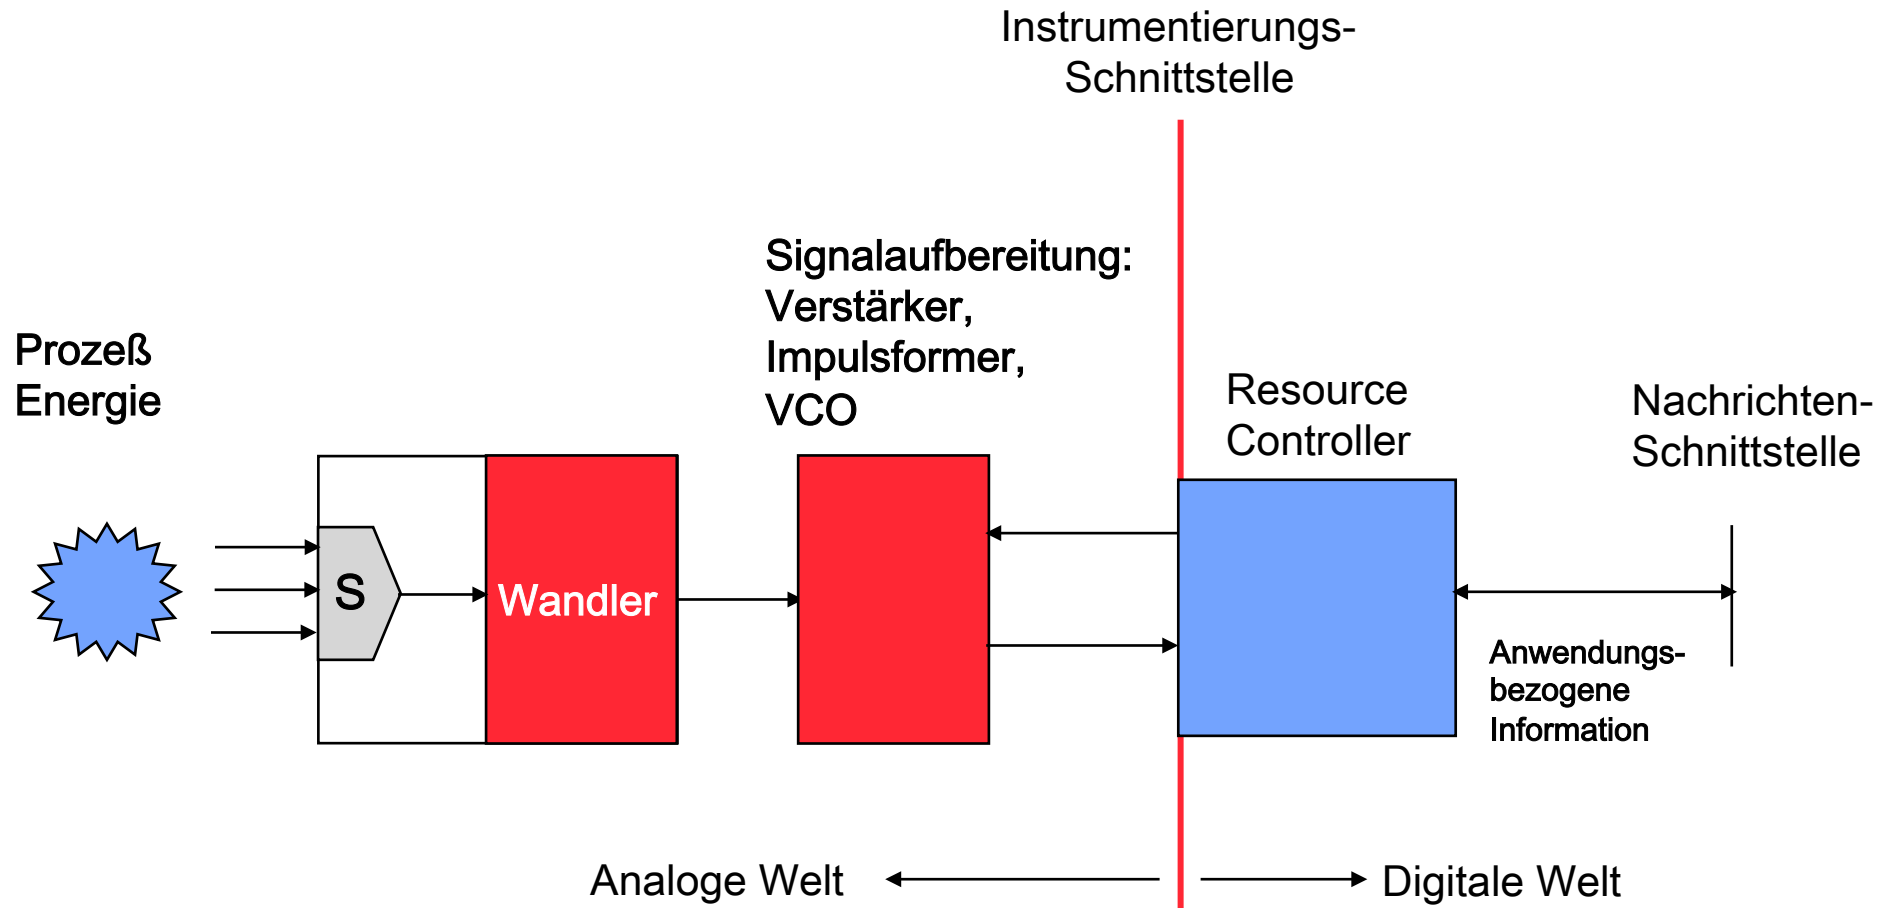 Instrumentierungs-
Schnittstelle
Signalaufbereitung:
Verstärker,
Impulsformer,
VCO
Prozeß
Energie
Resource
Controller
Nachrichten-
Schnittstelle
S
Wandler
Anwendungs-
bezogene
Information
Analoge Welt
Digitale Welt